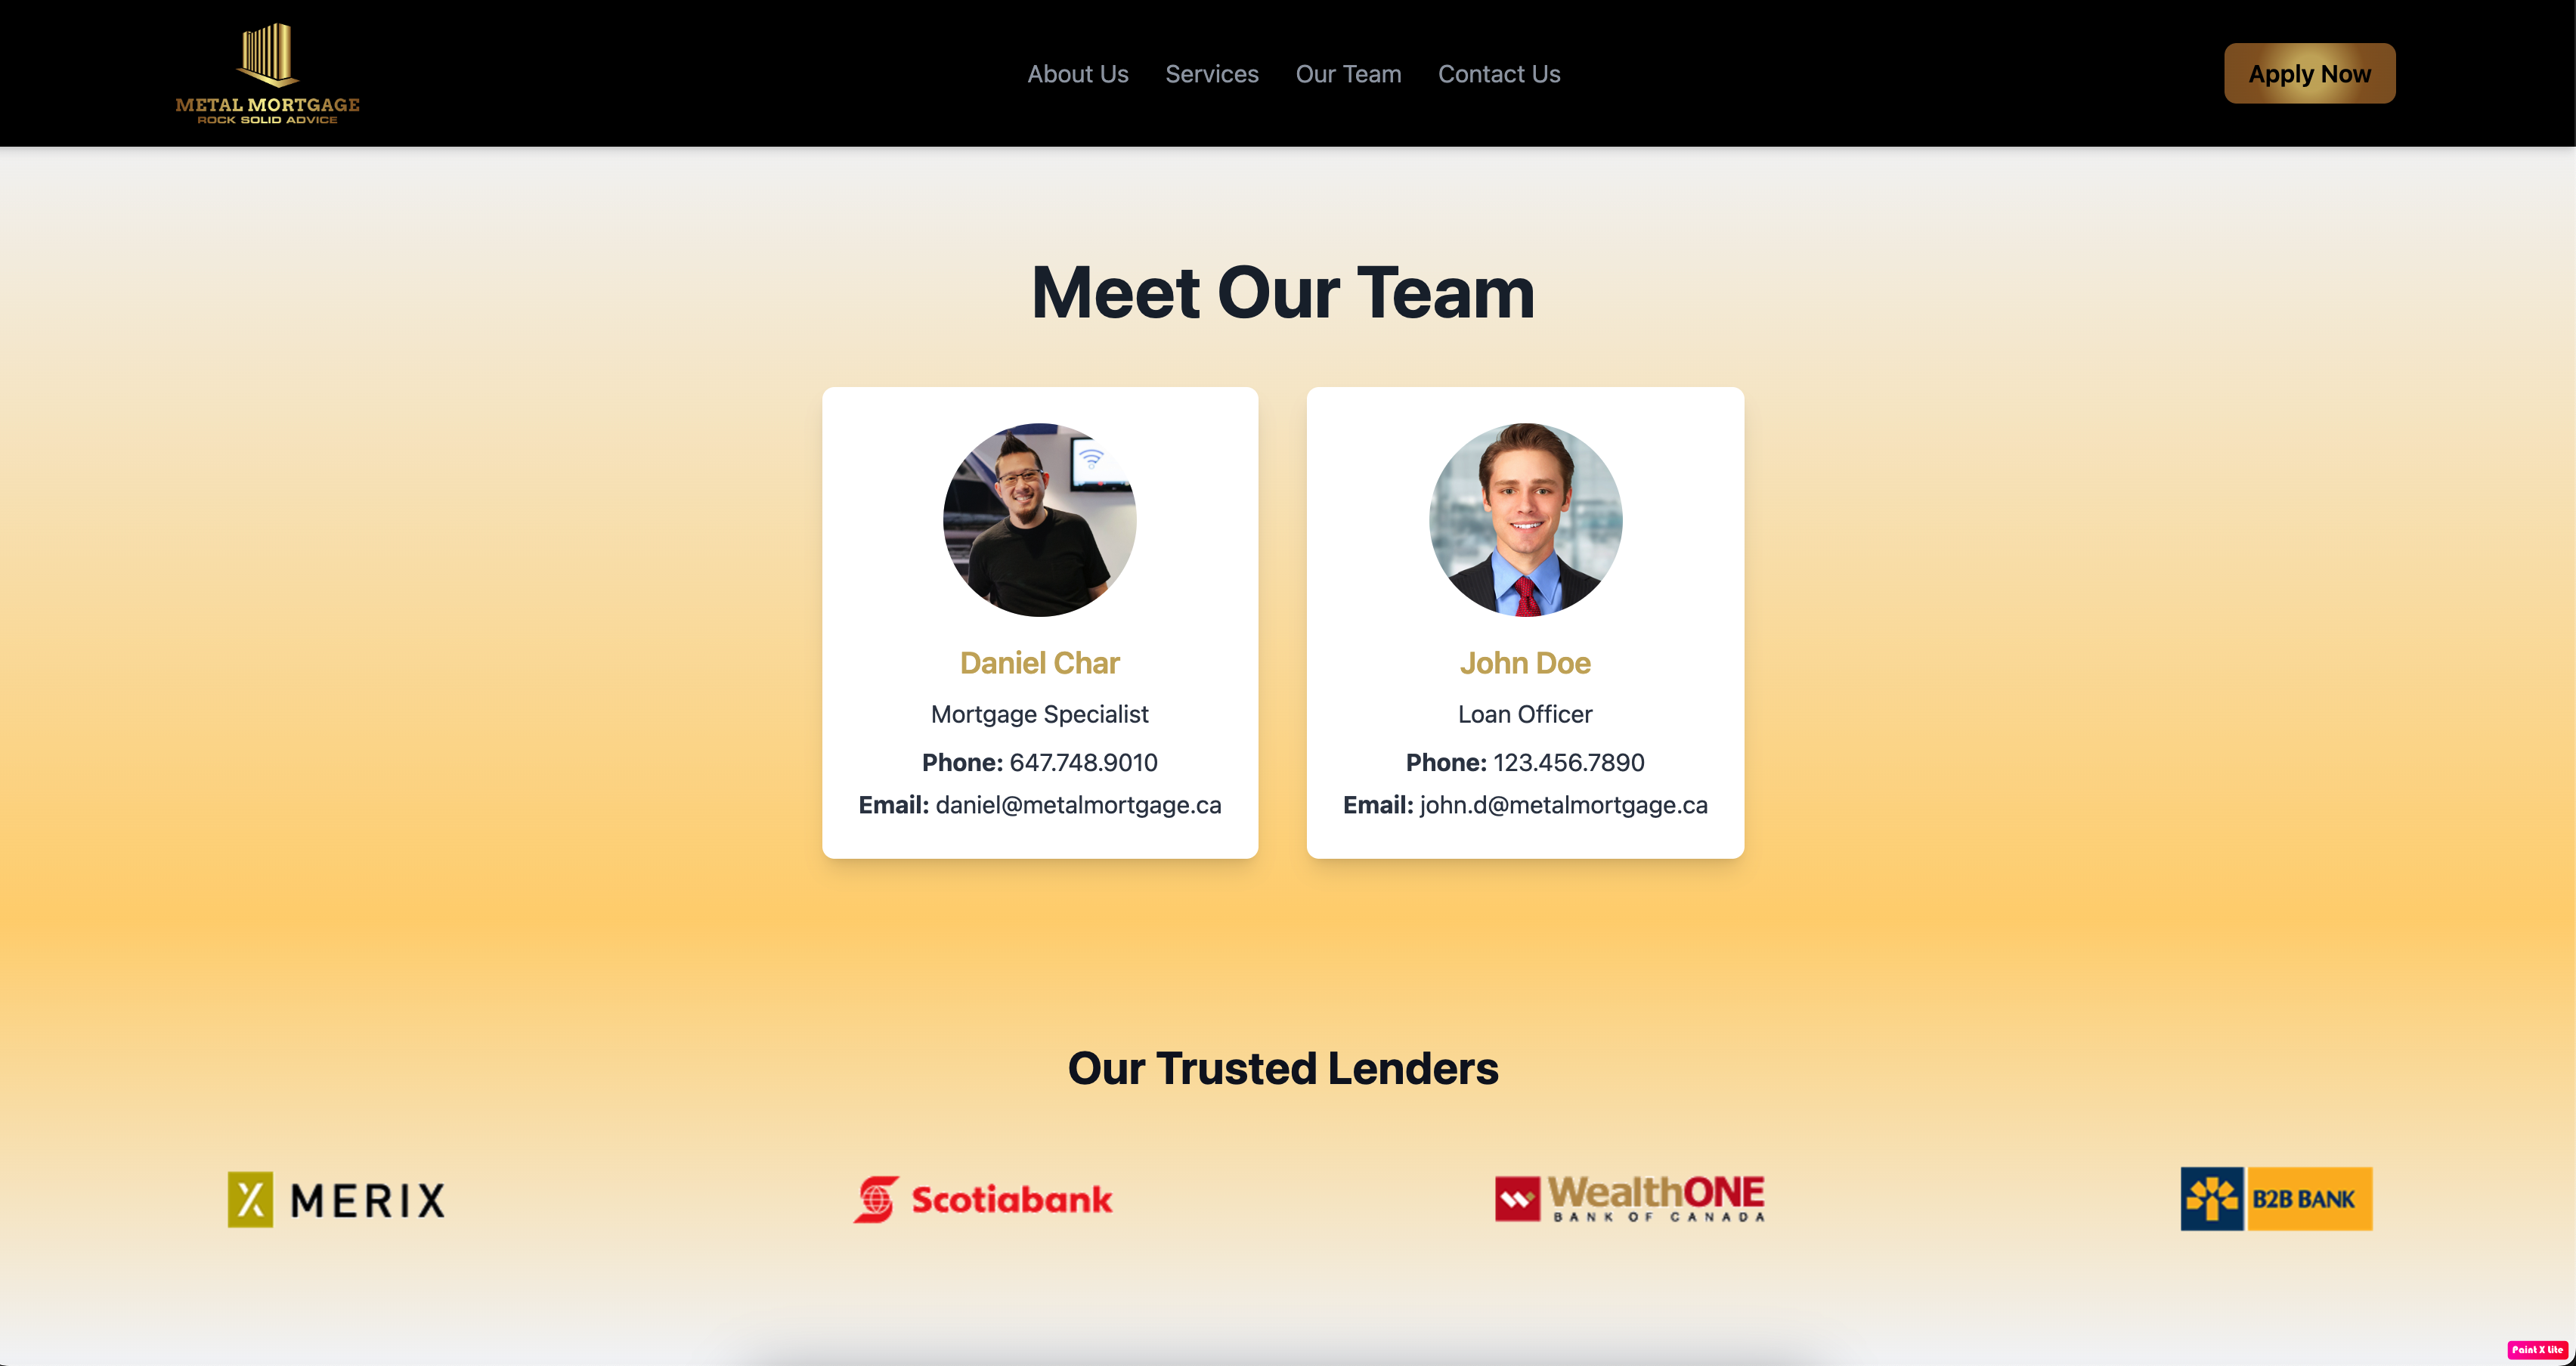 METAL MORTGAGE
ROCK SOLID ADVICE
About Us Services Our Team Contact Us
Apply Now
Meet Our Team
Daniel Char
Mortgage Specialist
Phone: 647.748.9010
Email: daniel@metalmortgage.ca
John Doe
Loan Officer
Phone: 123.456.7890
Email: john.d@metalmortgage.ca
Our Trusted Lenders
MERIX
Scotiabank
WealthONE
BANK OF CANADA
B2B BANK
Paint X Lite